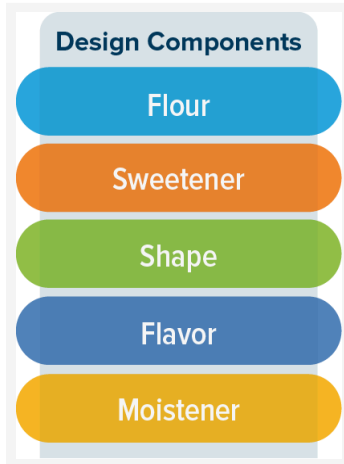 Design Components
Flour
Sweetener
Shape
Flavor
Moistener